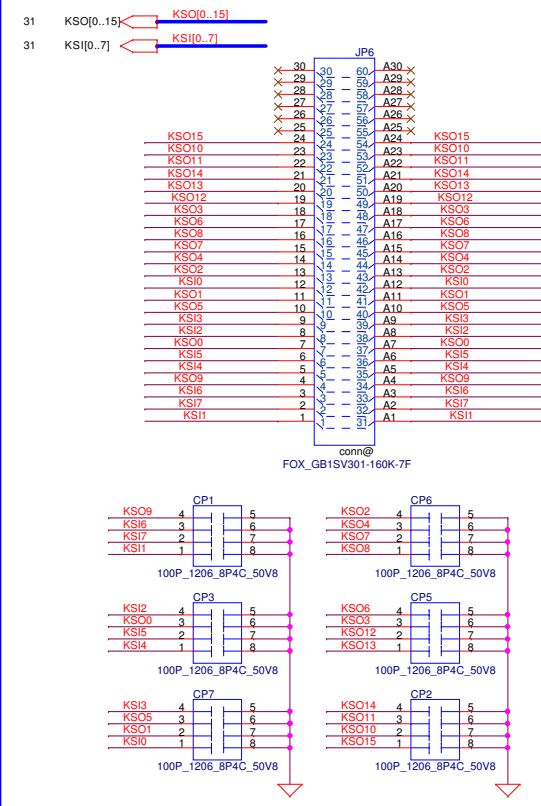 31 KSO[0..15] KSO[0..15]
31 KSI[0..7] KSI[0..7]
JP6
30 30 60 A30
29 29 59 A29
28 28 58 A28
27 27 57 A27
26 26 56 A26
25 25 55 A25
KSO15 24 24 54 A24 KSO15
KSO10 23 23 53 A23 KSO10
KSO11 22 22 52 A22 KSO11
KSO14 21 21 51 A21 KSO14
KSO13 20 20 50 A20 KSO13
KSO12 19 19 49 A19 KSO12
KSO3 18 18 48 A18 KSO3
KSO6 17 17 47 A17 KSO6
KSO8 16 16 46 A16 KSO8
KSO7 15 15 45 A15 KSO7
KSO4 14 14 44 A14 KSO4
KSO2 13 13 43 A13 KSO2
KSI0 12 12 42 A12 KSI0
KSO1 11 11 41 A11 KSO1
KSO5 10 10 40 A10 KSO5
KSI3 9 9 39 A9 KSI3
KSI2 8 8 38 A8 KSI2
KSO0 7 7 37 A7 KSO0
KSI5 6 6 36 A6 KSI5
KSI4 5 5 35 A5 KSI4
KSO9 4 4 34 A4 KSO9
KSI6 3 3 33 A3 KSI6
KSI7 2 2 32 A2 KSI7
KSI1 1 1 31 A1 KSI1
conn@
FOX_GB1SV301-160K-7F
CP1
KSO9 4 5
KSI6 3 6
KSI7 2 7
KSI1 1 8
100P_1206_8P4C_50V8
CP6
KSO2 4 5
KSO4 3 6
KSO7 2 7
KSO8 1 8
100P_1206_8P4C_50V8
CP3
KSI2 4 5
KSO0 3 6
KSI5 2 7
KSI4 1 8
100P_1206_8P4C_50V8
CP5
KSO6 4 5
KSO3 3 6
KSO12 2 7
KSO13 1 8
100P_1206_8P4C_50V8
CP7
KSI3 4 5
KSO5 3 6
KSO1 2 7
KSI0 1 8
100P_1206_8P4C_50V8
CP2
KSO14 4 5
KSO11 3 6
KSO10 2 7
KSO15 1 8
100P_1206_8P4C_50V8